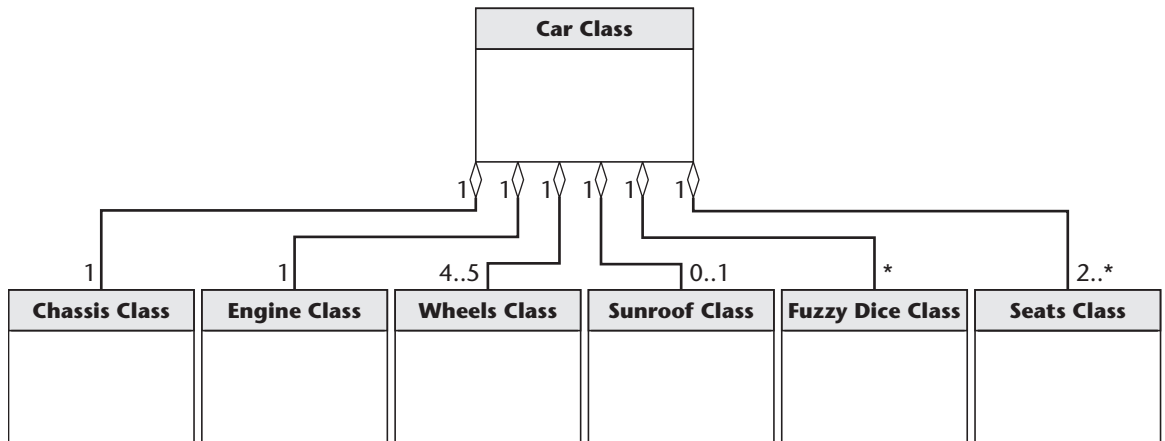 Car Class
1 1 1 1 1 1
1 1 4..5 0..1 * 2..*
Chassis Class
Engine Class
Wheels Class
Sunroof Class
Fuzzy Dice Class
Seats Class